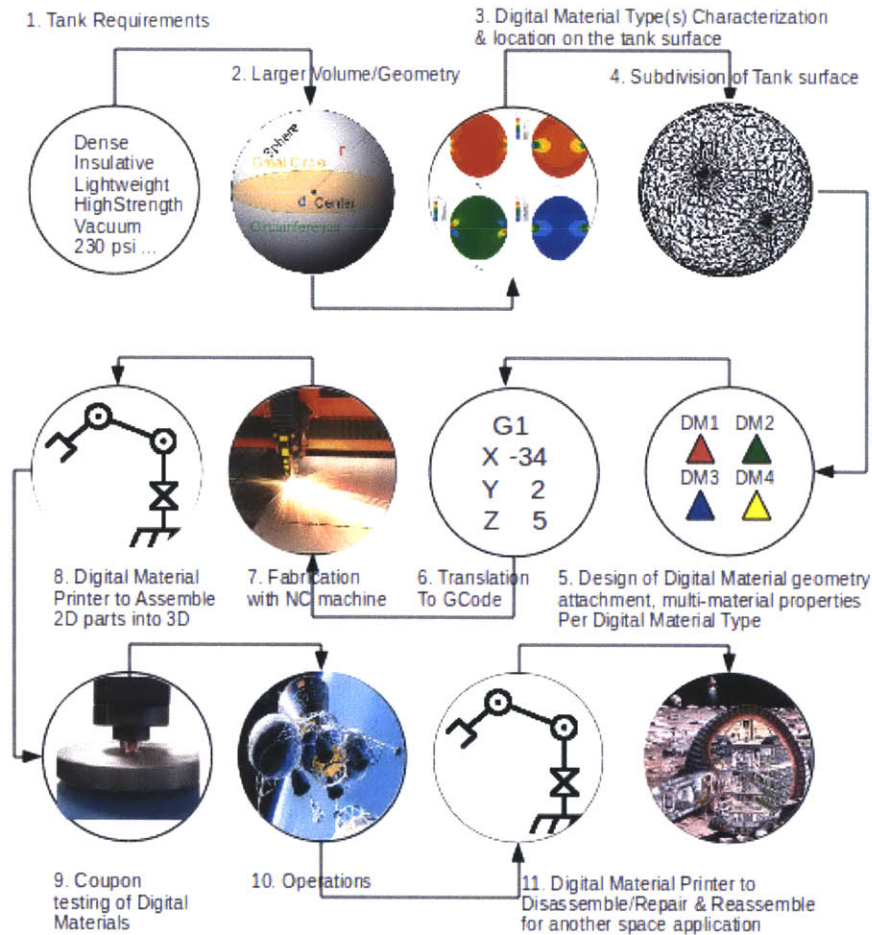 1. Tank Requirements
3. Digital Material Type(s) Characterization
& location on the tank surface
2. Larger Volume/Geometry
4. Subdivision of Tank surface
Dense
Insulative
Lightweight
HighStrength
Vacuum
230 psi ...
Sphere
r
Great Circle
d Center
Circumference
G1
X -34
Y 2
Z 5
DM1 DM2
DM3 DM4
8. Digital Material
Printer to Assemble
2D parts into 3D
7. Fabrication
with NC machine
6. Translation
To GCode
5. Design of Digital Material geometry
attachment, multi-material properties
Per Digital Material Type
9. Coupon
testing of Digital
Materials
10. Operations
11. Digital Material Printer to
Disassemble/Repair & Reassemble
for another space application